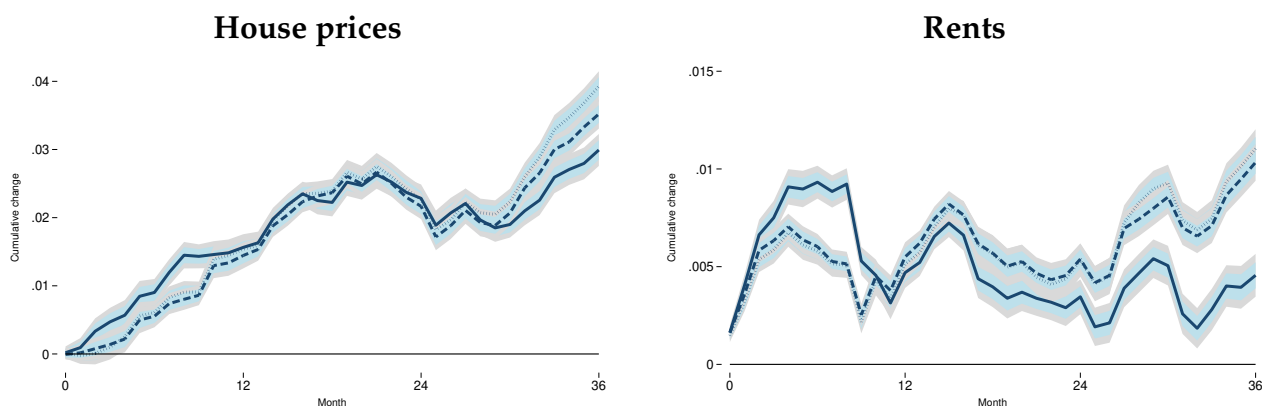 House prices
.04
.03
.02
.01
0
Cumulative change
0 12 24 36
Month
Rents
.015
.01
.005
0
Cumulative change
0 12 24 36
Month